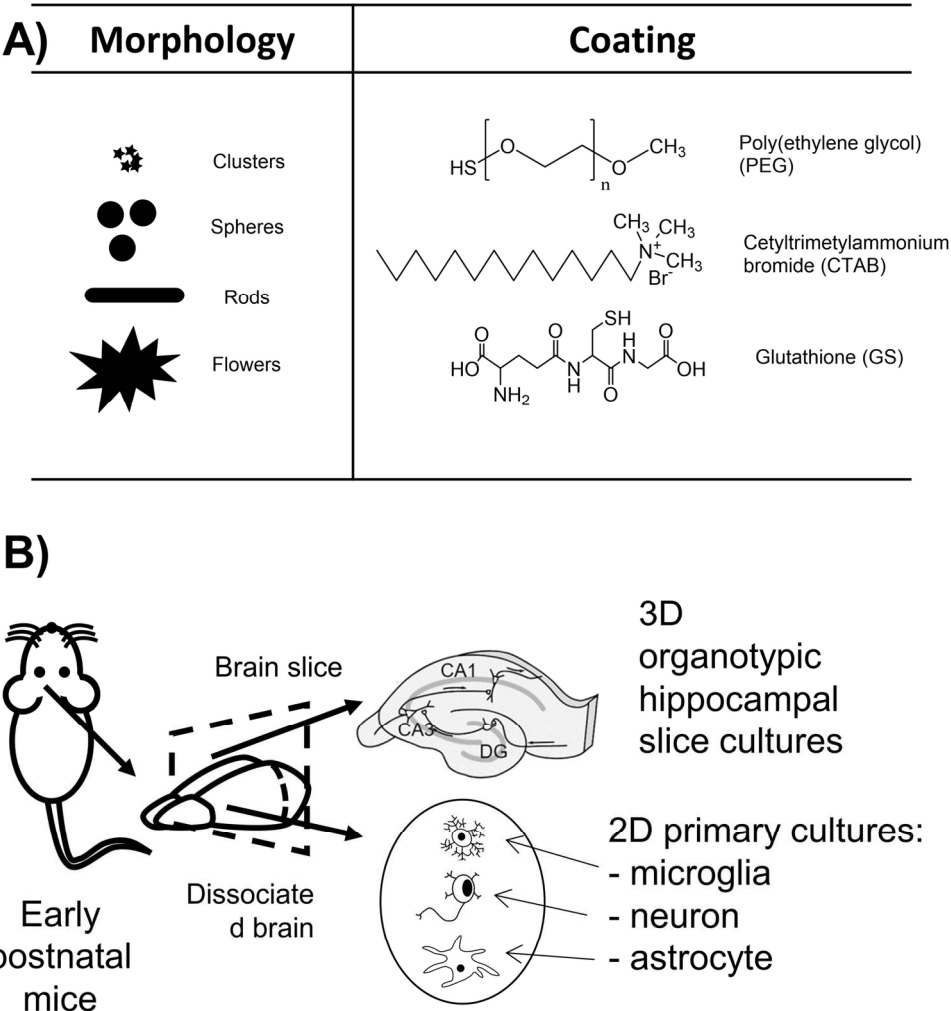 A)
Morphology
Coating
Clusters
Spheres
Rods
Flowers
HS
O
n
O
CH3
Poly(ethylene glycol)
(PEG)
CH3
CH3
N+
CH3
Br-
Cetyltrimetylammonium
bromide (CTAB)
O
HO
NH2
O
N
H
SH
O
H
N
O
OH
Glutathione (GS)
B)
Brain slice
CA1
CA3
DG
3D
organotypic
hippocampal
slice cultures
Dissociate
d brain
2D primary cultures:
- microglia
- neuron
- astrocyte
Early
postnatal
mice